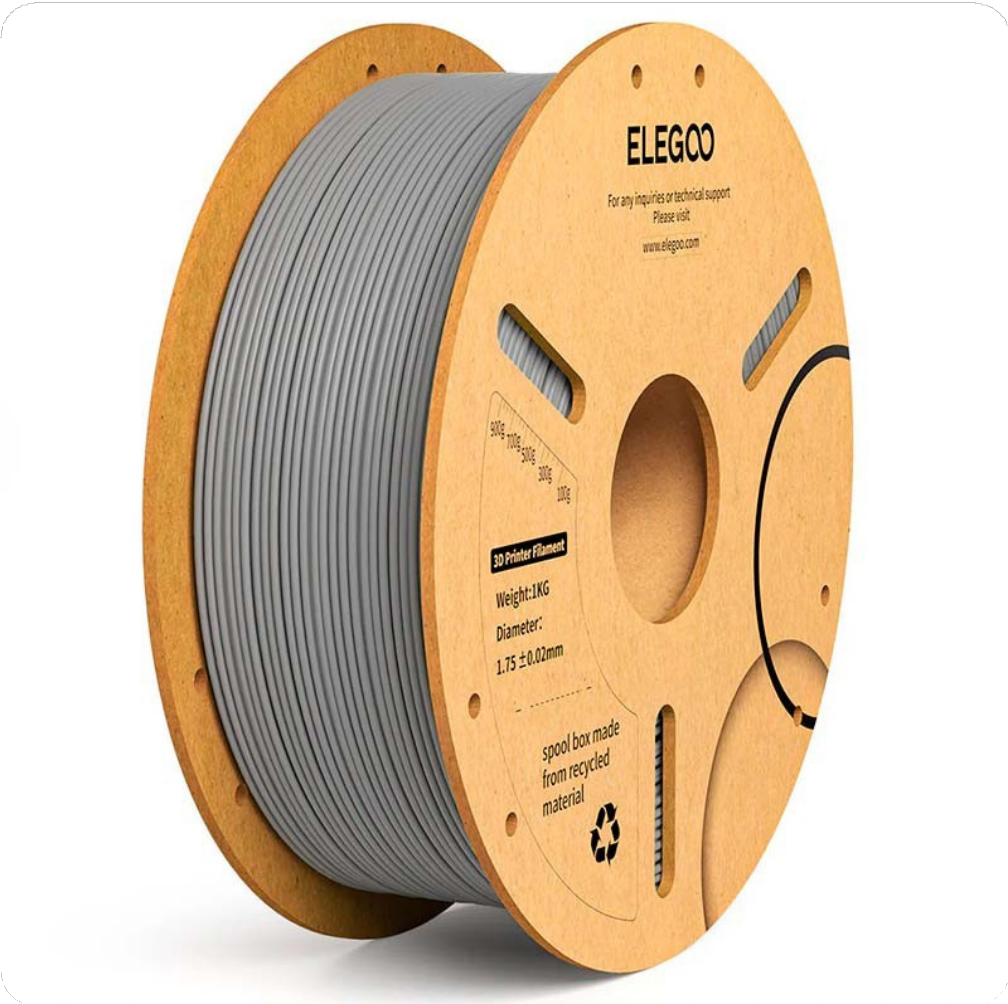 ELEGOO
For any inquiries or technical support
Please visit
www.elegoo.com
900g
700g
500g
300g
100g
3D Printer Filament
Weight:1KG
Diameter:
1.75 ±0.02mm
spool box made
from recycled
material